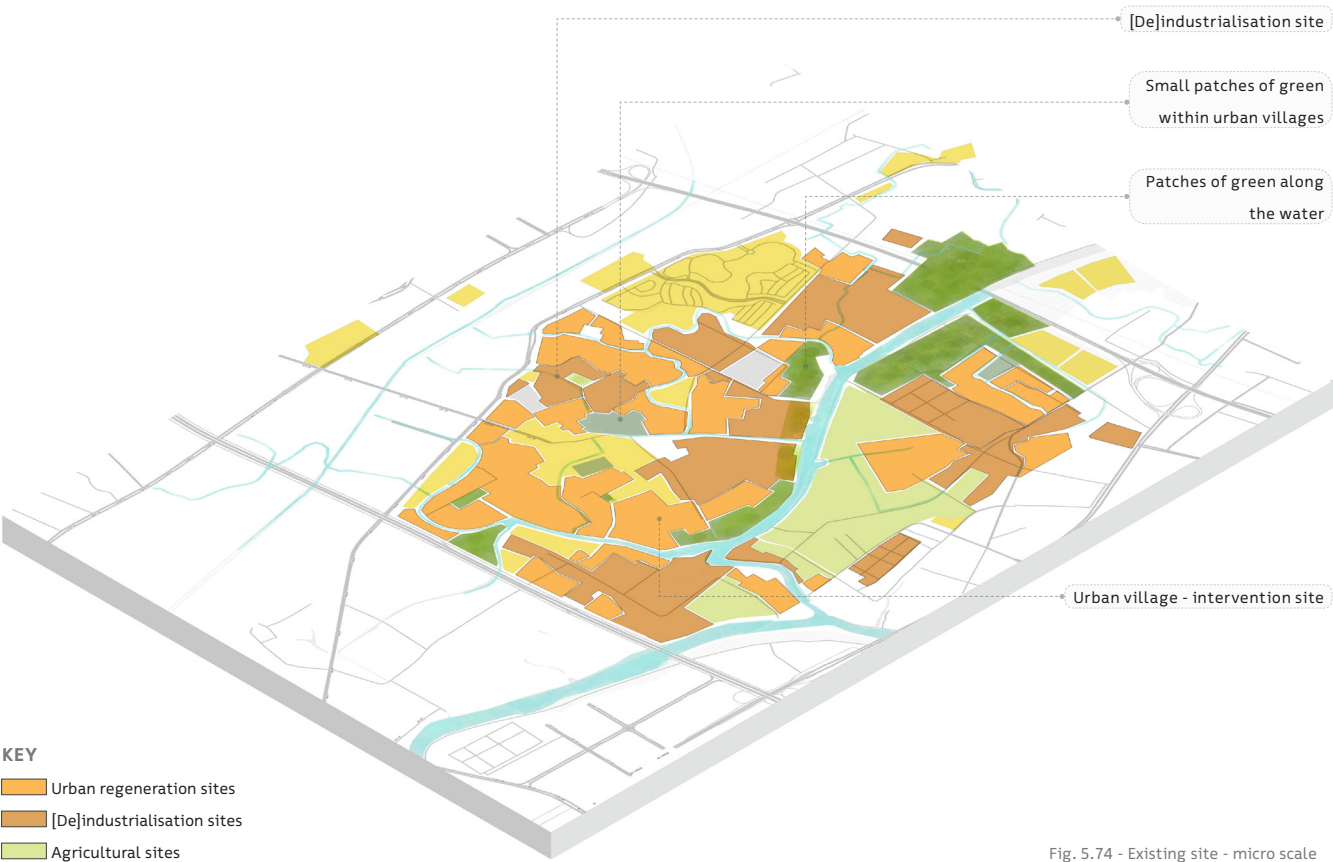 [De]industrialisation site
Small patches of green
within urban villages
Patches of green along
the water
Urban village - intervention site
KEY
Urban regeneration sites
[De]industrialisation sites
Agricultural sites
Fig. 5.74 - Existing site - micro scale